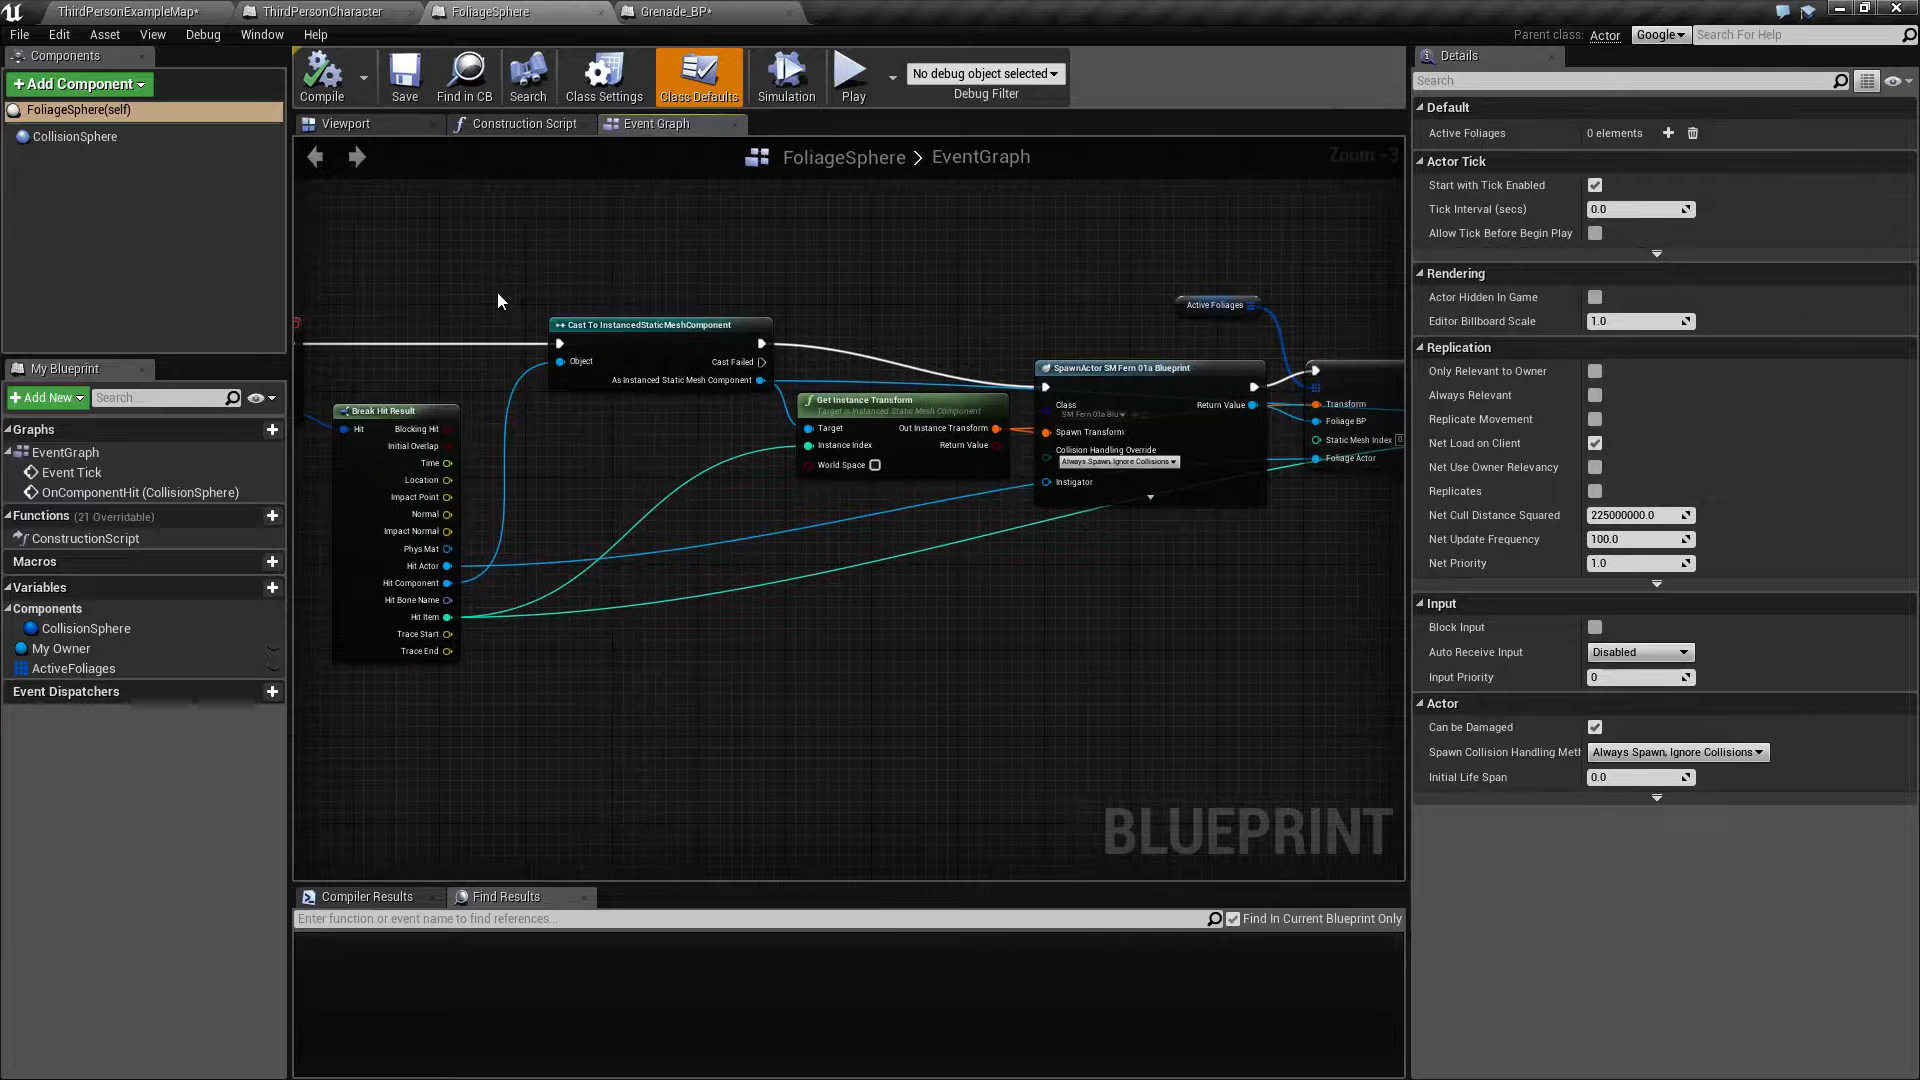 ThirdPersonExampleMap*
ThirdPersonCharacter
FoliageSphere
Grenade_BP*
File
Edit
Asset
View
Debug
Window
Help
Parent class: Actor
Google
Search For Help
Components
+ Add Component
FoliageSphere(self)
CollisionSphere
Compile
Save
Find in CB
Search
Class Settings
Class Defaults
Simulation
Play
No debug object selected
Debug Filter
Viewport
Construction Script
Event Graph
FoliageSphere > EventGraph
Zoom -3
My Blueprint
+ Add New
Search
Graphs
EventGraph
Event Tick
OnComponentHit (CollisionSphere)
Functions (21 Overridable)
ConstructionScript
Macros
Variables
Components
CollisionSphere
My Owner
ActiveFoliages
Event Dispatchers
Break Hit Result
Hit
Blocking Hit
Initial Overlap
Time
Location
Impact Point
Normal
Impact Normal
Phys Mat
Hit Actor
Hit Component
Hit Bone Name
Hit Item
Trace Start
Trace End
Cast To InstancedStaticMeshComponent
Object
Cast Failed
As Instanced Static Mesh Component
Get Instance Transform
Target is Instanced Static Mesh Component
Target
Out Instance Transform
Instance Index
Return Value
World Space
SpawnActor SM Fern 01a Blueprint
Class
SM Fern 01a Blu
Return Value
Spawn Transform
Collision Handling Override
Always Spawn, Ignore Collisions
Instigator
Active Foliages
Transform
Foliage BP
Static Mesh Index 0
Foliage Actor
BLUEPRINT
Compiler Results
Find Results
Enter function or event name to find references...
Find In Current Blueprint Only
Details
Search
Default
Active Foliages
0 elements
Actor Tick
Start with Tick Enabled
Tick Interval (secs)
0.0
Allow Tick Before Begin Play
Rendering
Actor Hidden In Game
Editor Billboard Scale
1.0
Replication
Only Relevant to Owner
Always Relevant
Replicate Movement
Net Load on Client
Net Use Owner Relevancy
Replicates
Net Cull Distance Squared
225000000.0
Net Update Frequency
100.0
Net Priority
1.0
Input
Block Input
Auto Receive Input
Disabled
Input Priority
0
Actor
Can be Damaged
Spawn Collision Handling Metl
Always Spawn, Ignore Collisions
Initial Life Span
0.0